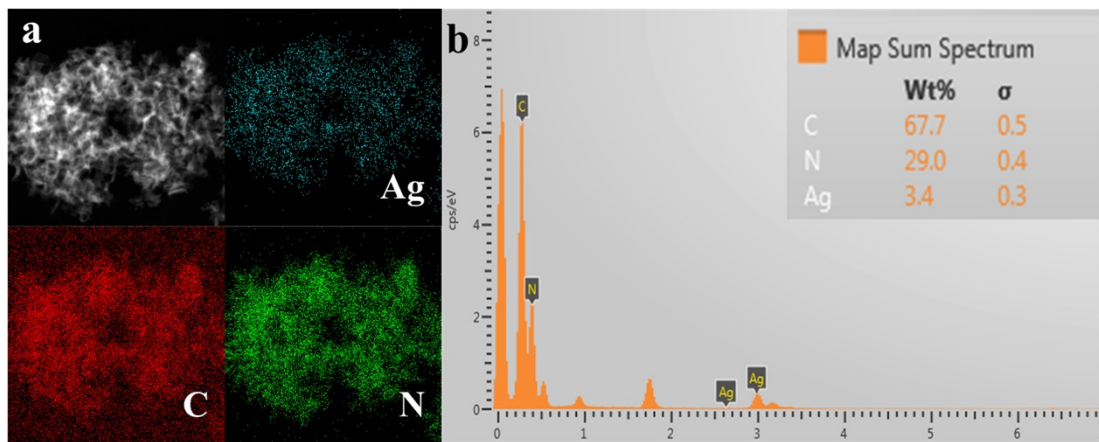 a
Ag
C
N
b
cps/eV
8
6
4
2
0
0 1 2 3 4 5 6 7
C
N
Ag
Ag
Map Sum Spectrum
Wt% σ
C 67.7 0.5
N 29.0 0.4
Ag 3.4 0.3